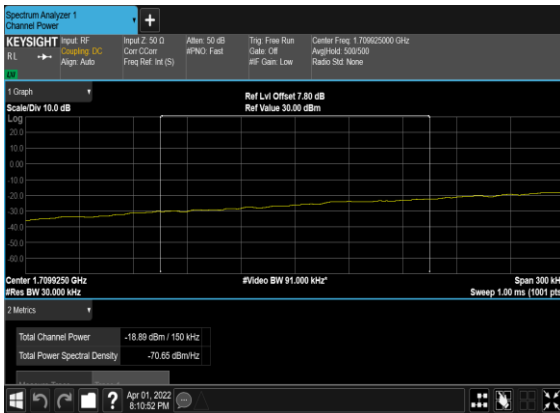 Spectrum Analyzer 1
Channel Power
KEYSIGHT
RL
LXI
Input: RF
Coupling: DC
Align: Auto
Input Z: 50 Ω
Corr CCorr
Freq Ref: Int (S)
Atten: 50 dB
#PNO: Fast
Trig: Free Run
Gate: Off
#IF Gain: Low
Center Freq: 1.709925000 GHz
Avg|Hold: 500/500
Radio Std: None
1 Graph
Scale/Div 10.0 dB
Ref Lvl Offset 7.80 dB
Ref Value 30.00 dBm
Log
20.0
10.0
0.00
-10.0
-20.0
-30.0
-40.0
-50.0
-60.0
Center 1.7099250 GHz
#Res BW 30.000 kHz
#Video BW 91.000 kHz*
Span 300 kH
Sweep 1.00 ms (1001 pts
2 Metrics
Total Channel Power -18.89 dBm / 150 kHz
Total Power Spectral Density -70.65 dBm/Hz
?
Apr 01, 2022
8:10:52 PM